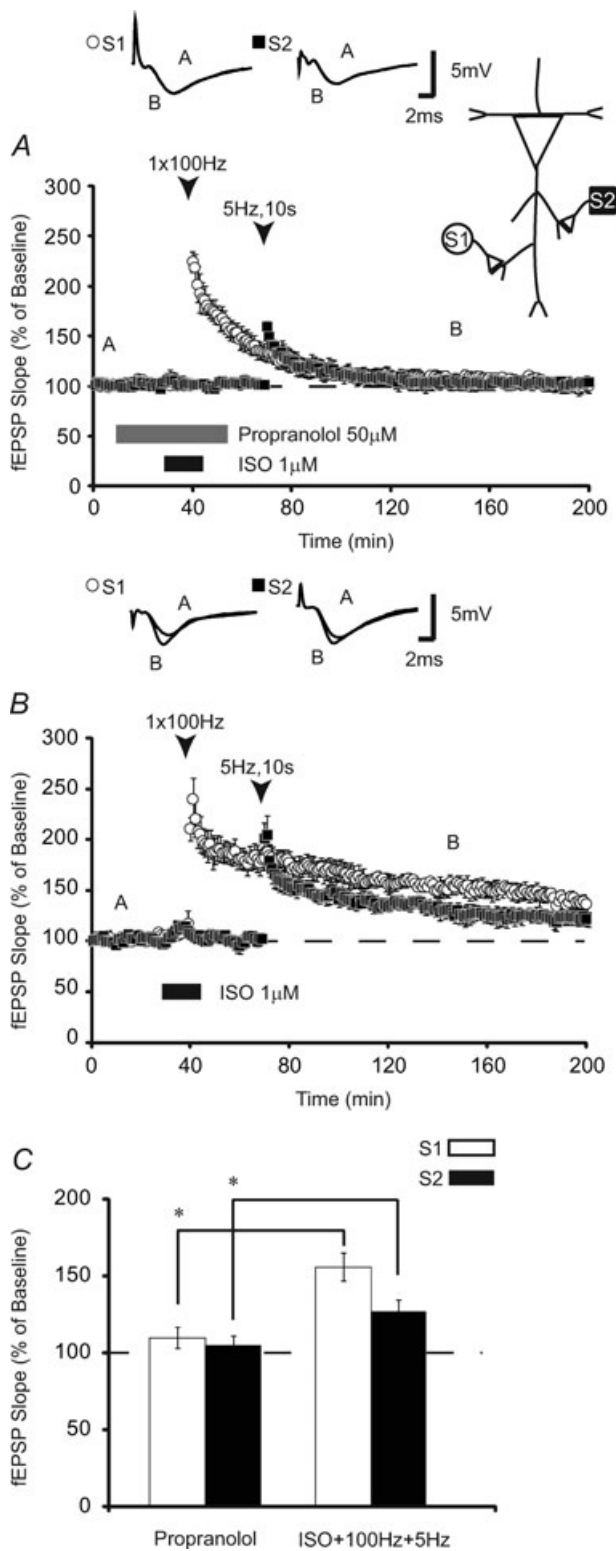 S1 A S2 A
B B 5mV
2ms
A
1x100Hz
300
5Hz,10s
S2
250
S1
200
150
A B
100
50 Propranolol 50μM
ISO 1μM
0
0 40 80 120 160 200
Time (min)
fEPSP Slope (% of Baseline)
S1 S2
A A
5mV
B B 2ms
B
1x100Hz
300
5Hz,10s
250
200
B
150
A
100
50 ISO 1μM
0
0 40 80 120 160 200
Time (min)
fEPSP Slope (% of Baseline)
C S1
S2
200
* *
150
100
50
0
Propranolol ISO+100Hz+5Hz
fEPSP Slope (% of Baseline)